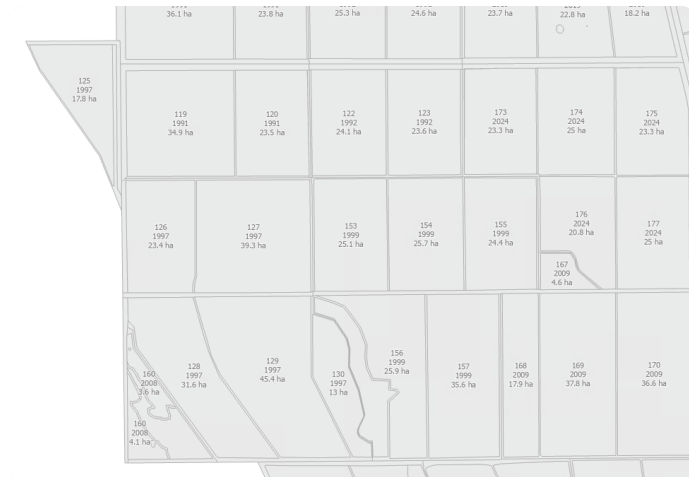 36.1 ha
23.8 ha
25.3 ha
24.6 ha
23.7 ha
22.8 ha
18.2 ha
125
1997
17.8 ha
119
1991
34.9 ha
120
1991
23.5 ha
122
1992
24.1 ha
123
1992
23.6 ha
173
2024
23.3 ha
174
2024
25 ha
175
2024
23.3 ha
126
1997
23.4 ha
127
1997
39.3 ha
153
1999
25.1 ha
154
1999
25.7 ha
155
1999
24.4 ha
176
2024
20.8 ha
177
2024
25 ha
167
2009
4.6 ha
160
2008
3.6 ha
128
1997
31.6 ha
129
1997
45.4 ha
130
1997
13 ha
156
1999
25.9 ha
157
1999
35.6 ha
168
2009
17.9 ha
169
2009
37.8 ha
170
2009
36.6 ha
160
2008
4.1 ha